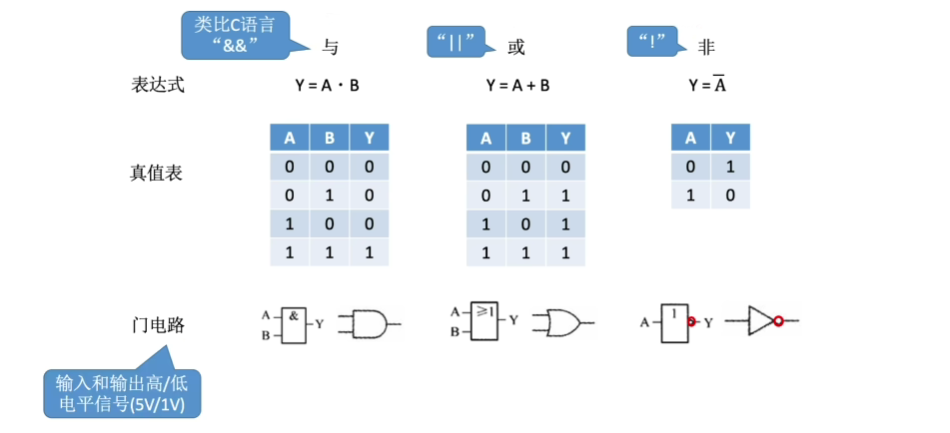 类比C语言
“&&”
与
“||”
或
“!”
非
表达式
Y = A · B
Y = A + B
Y = A̅
真值表
A B Y
0 0 0
0 1 0
1 0 0
1 1 1
A B Y
0 0 0
0 1 1
1 0 1
1 1 1
A Y
0 1
1 0
门电路
A
B
&
Y
A
B
≥1
Y
A
1
Y
输入和输出高/低
电平信号(5V/1V)